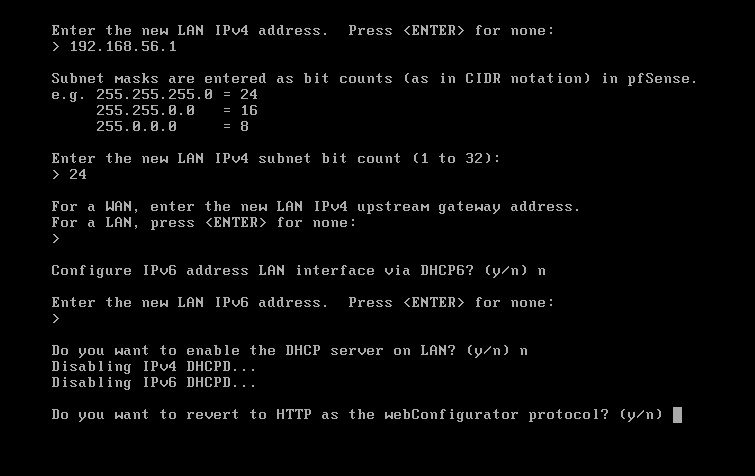 Enter the new LAN IPv4 address.  Press <ENTER> for none:
> 192.168.56.1
Subnet masks are entered as bit counts (as in CIDR notation) in pfSense.
e.g. 255.255.255.0 = 24
     255.255.0.0   = 16
     255.0.0.0     = 8
Enter the new LAN IPv4 subnet bit count (1 to 32):
> 24
For a WAN, enter the new LAN IPv4 upstream gateway address.
For a LAN, press <ENTER> for none:
>
Configure IPv6 address LAN interface via DHCP6? (y/n) n
Enter the new LAN IPv6 address.  Press <ENTER> for none:
>
Do you want to enable the DHCP server on LAN? (y/n) n
Disabling IPv4 DHCPD...
Disabling IPv6 DHCPD...
Do you want to revert to HTTP as the webConfigurator protocol? (y/n)